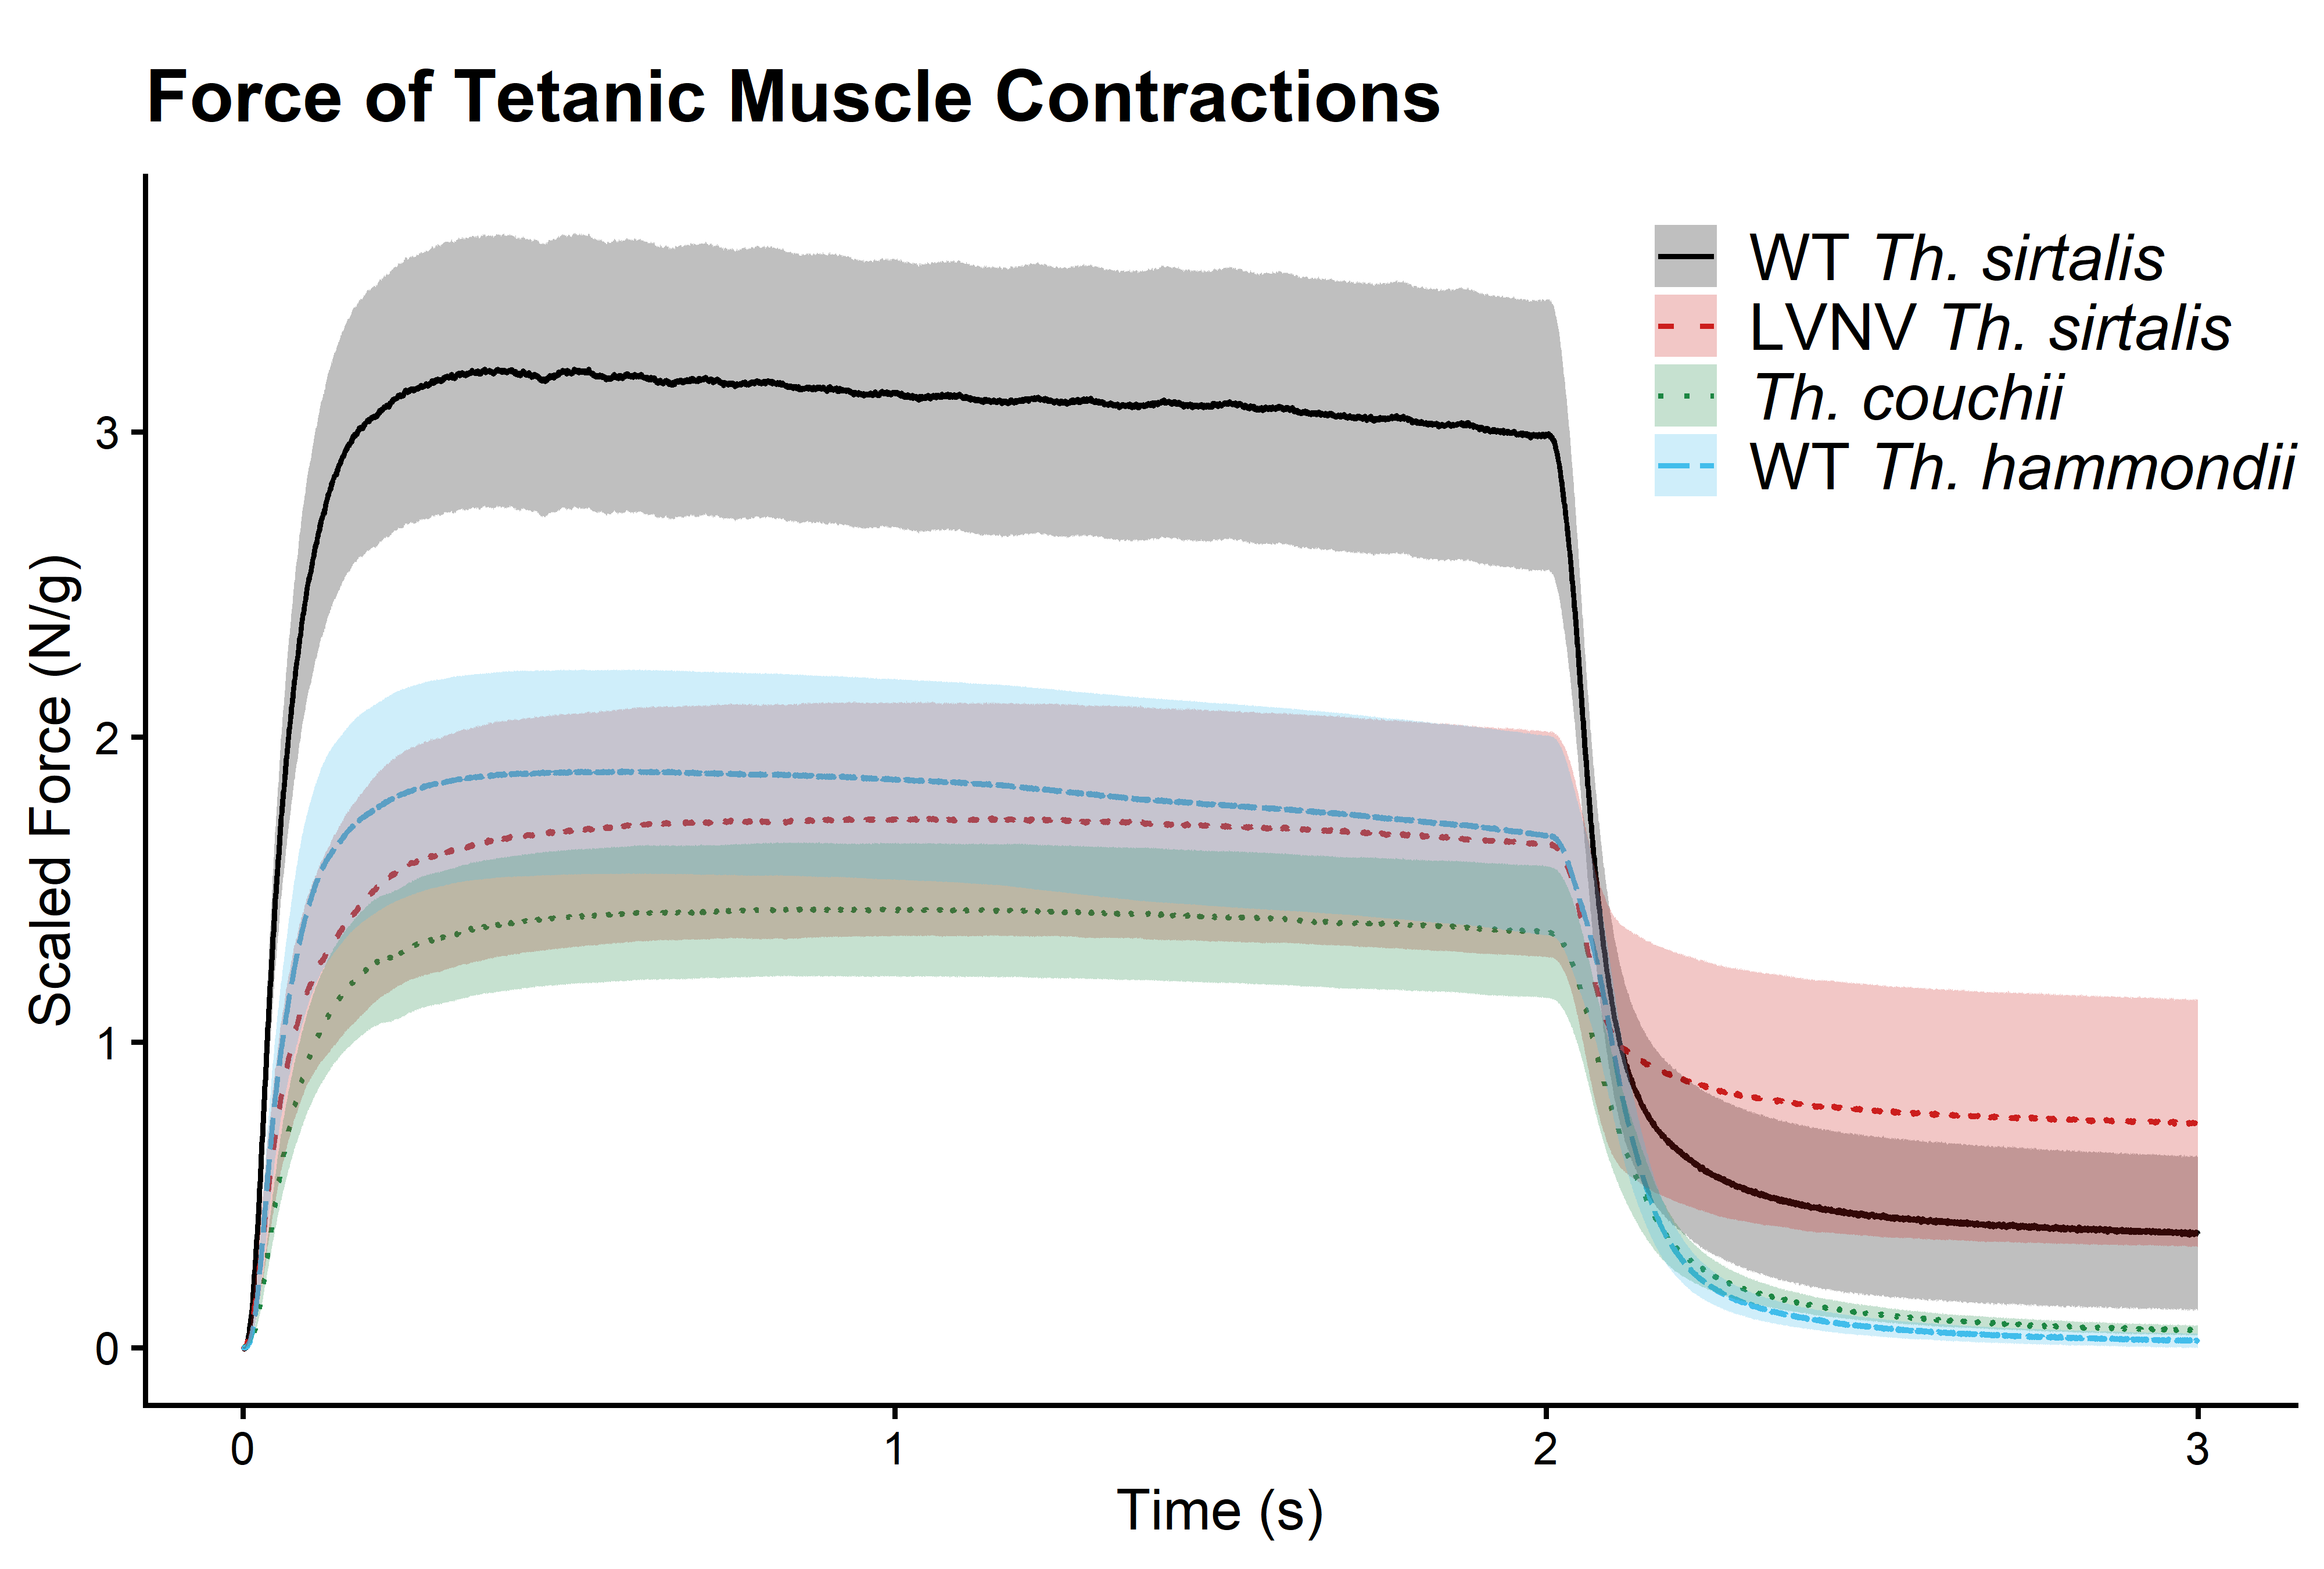 Force of Tetanic Muscle Contractions
WT Th. sirtalis
LVNV Th. sirtalis
Th. couchii
WT Th. hammondii
Scaled Force (N/g)
3
2
1
0
0 1 2 3
Time (s)